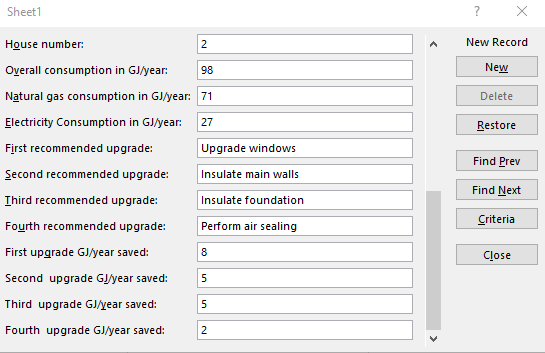 Sheet1
House number: 2
Overall consumption in GJ/year: 98
Natural gas consumption in GJ/year: 71
Electricity Consumption in GJ/year: 27
First recommended upgrade: Upgrade windows
Second recommended upgrade: Insulate main walls
Third recommended upgrade: Insulate foundation
Fourth recommended upgrade: Perform air sealing
First upgrade GJ/year saved: 8
Second  upgrade GJ/year saved: 5
Third  upgrade GJ/year saved: 5
Fourth  upgrade GJ/year saved: 2
New Record
New
Delete
Restore
Find Prev
Find Next
Criteria
Close